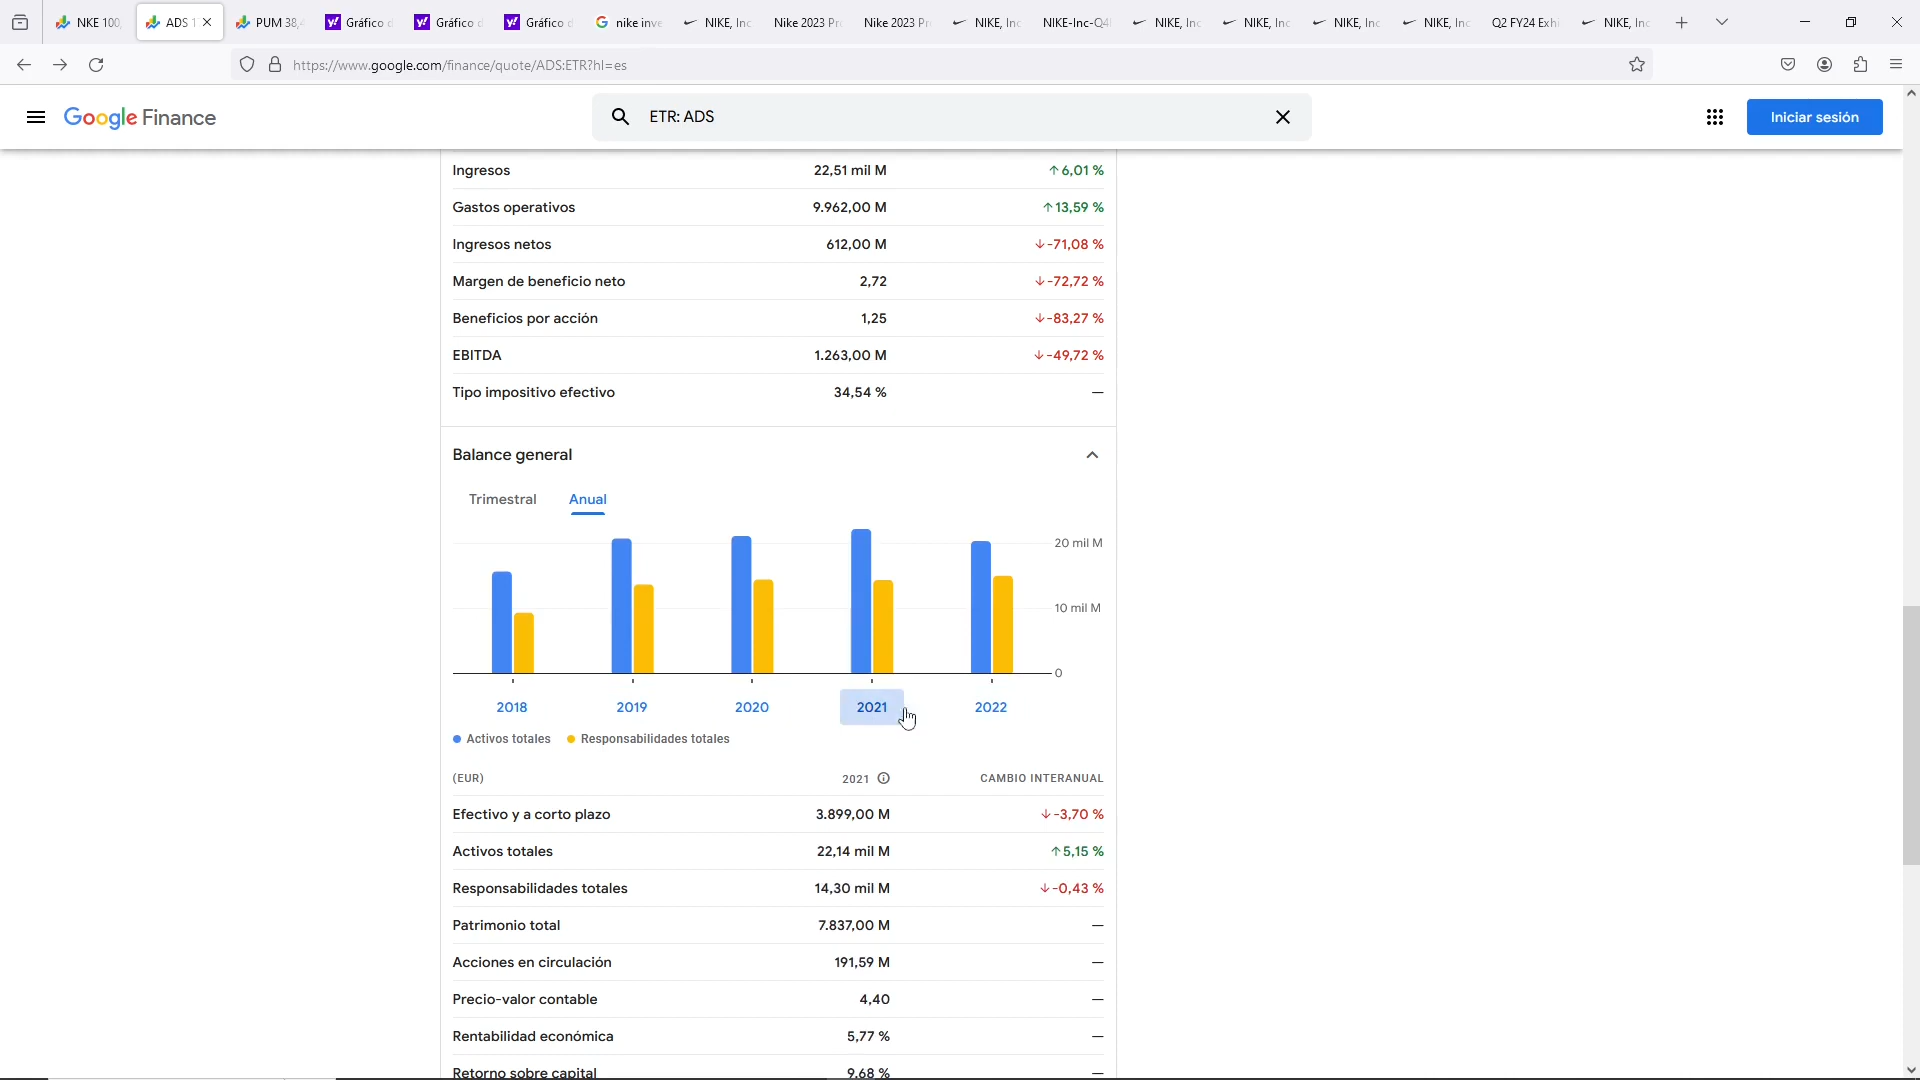 NKE 100,
ADS 1
PUM 38,
Gráfico d
Gráfico d
Gráfico d
nike inve
NIKE, Inc
Nike 2023 Pr
Nike 2023 Pr
NIKE, Inc
NIKE-Inc-Q4
NIKE, Inc
NIKE, Inc
NIKE, Inc
NIKE, Inc
Q2 FY24 Exhi
NIKE, Inc
https://www.google.com/finance/quote/ADS:ETR?hl=es
Google Finance
ETR: ADS
Iniciar sesión
Ingresos 22,51 mil M ↑6,01 %
Gastos operativos 9.962,00 M ↑13,59 %
Ingresos netos 612,00 M ↓-71,08 %
Margen de beneficio neto 2,72 ↓-72,72 %
Beneficios por acción 1,25 ↓-83,27 %
EBITDA 1.263,00 M ↓-49,72 %
Tipo impositivo efectivo 34,54 % —
Balance general
Trimestral Anual
20 mil M
10 mil M
0
2018 2019 2020 2021 2022
Activos totales Responsabilidades totales
(EUR) 2021 CAMBIO INTERANUAL
Efectivo y a corto plazo 3.899,00 M ↓-3,70 %
Activos totales 22,14 mil M ↑5,15 %
Responsabilidades totales 14,30 mil M ↓-0,43 %
Patrimonio total 7.837,00 M —
Acciones en circulación 191,59 M —
Precio-valor contable 4,40 —
Rentabilidad económica 5,77 % —
Retorno sobre capital 9,68 % —